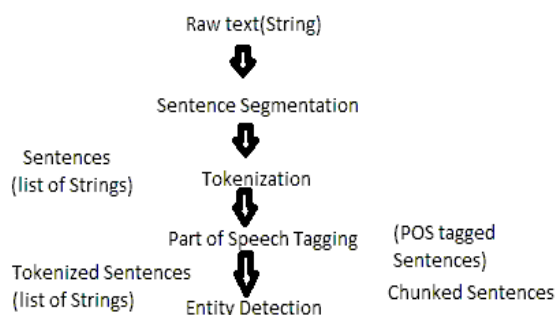 Raw text(String)
Sentence Segmentation
Sentences
(list of Strings)
Tokenization
Part of Speech Tagging
(POS tagged
Sentences)
Tokenized Sentences
(list of Strings)
Chunked Sentences
Entity Detection